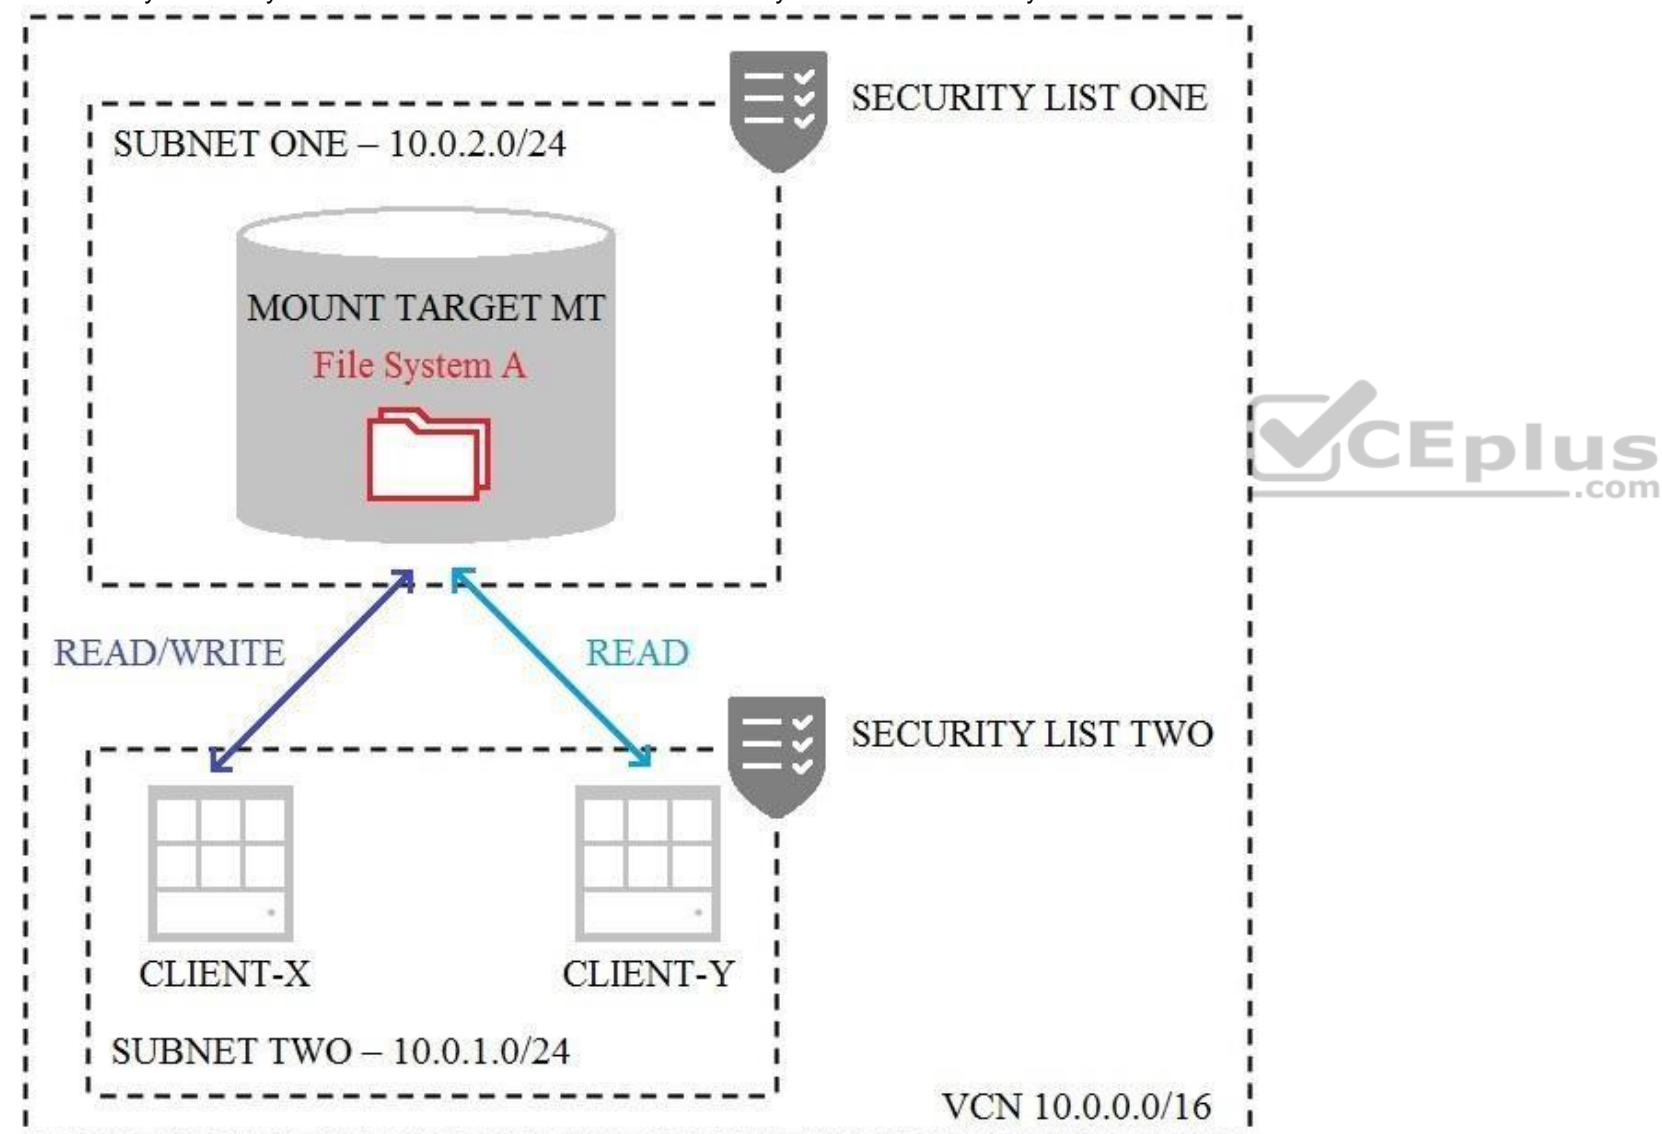 SECURITY LIST ONE
SUBNET ONE – 10.0.2.0/24
MOUNT TARGET MT
File System A
CEplus
.com
READ/WRITE
READ
SECURITY LIST TWO
CLIENT-X
CLIENT-Y
SUBNET TWO – 10.0.1.0/24
VCN 10.0.0.0/16